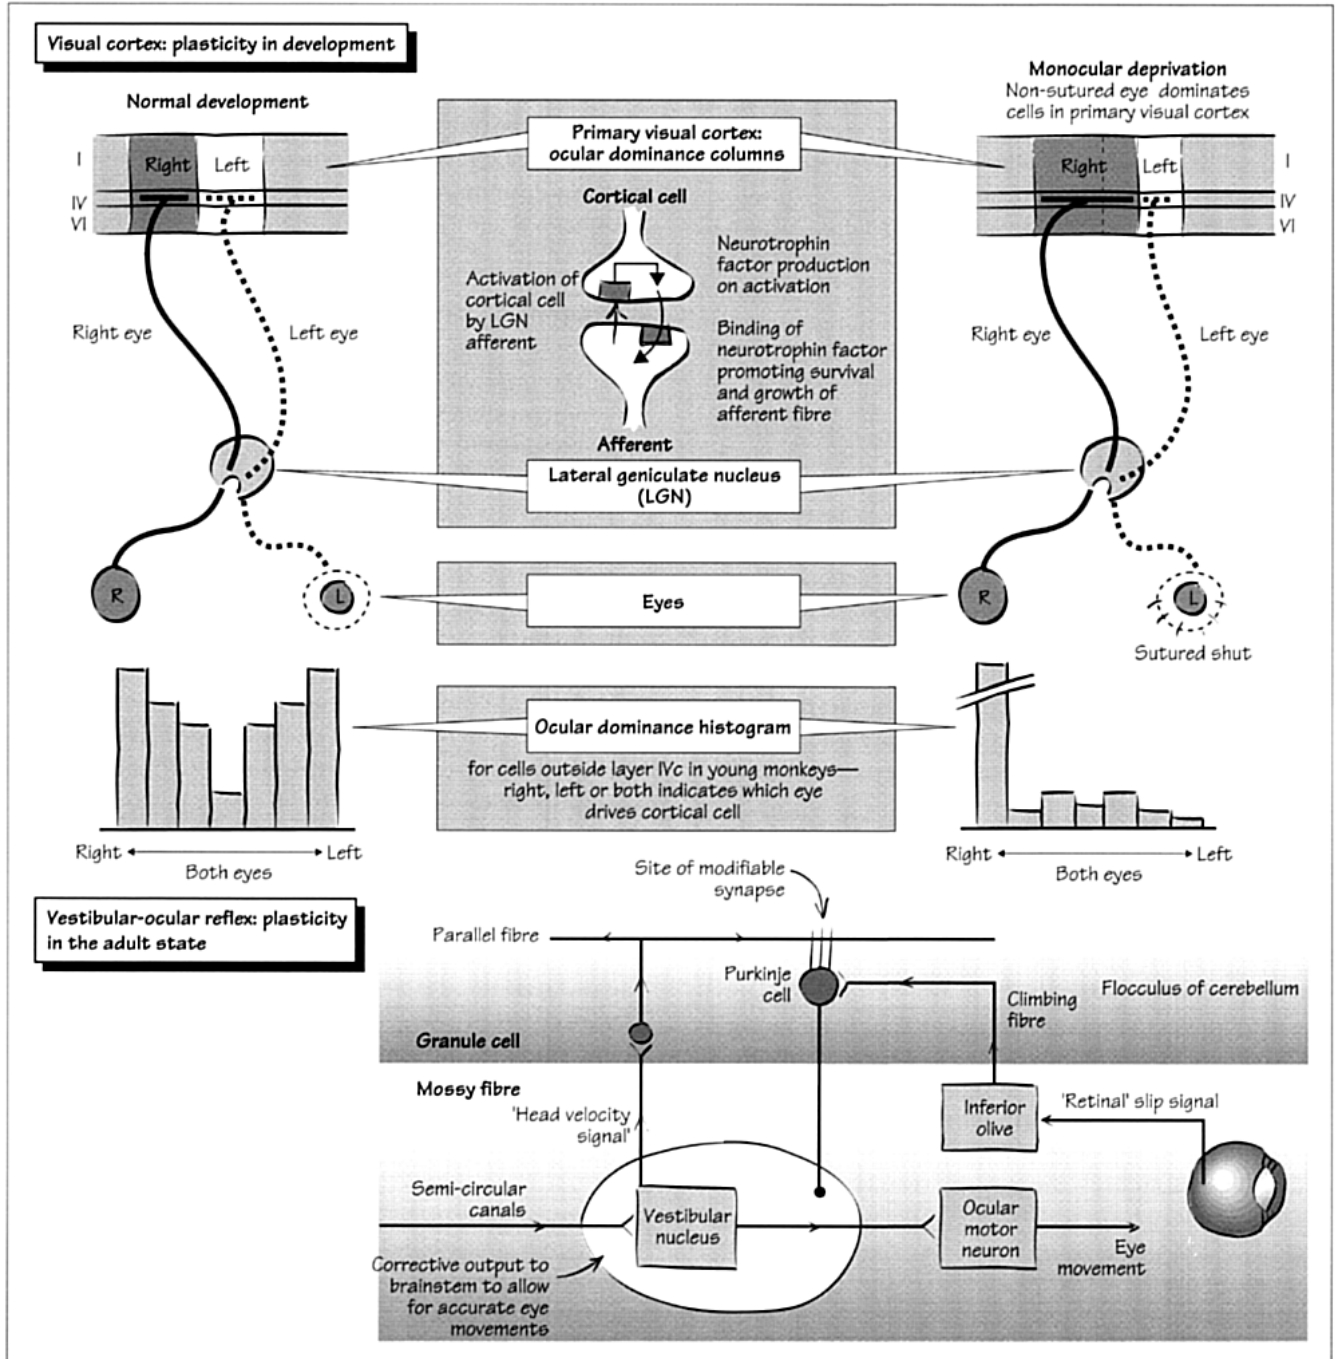 Visual cortex: plasticity in development
Normal development
I
IV
VI
Right
Left
Right eye
Left eye
R
L
Primary visual cortex:
ocular dominance columns
Cortical cell
Activation of
cortical cell
by LGN
afferent
Neurotrophin
factor production
on activation
Binding of
neurotrophin factor
promoting survival
and growth of
afferent fibre
Afferent
Lateral geniculate nucleus
(LGN)
Eyes
Monocular deprivation
Non-sutured eye dominates
cells in primary visual cortex
Right
Left
I
IV
VI
Right eye
Left eye
R
L
Sutured shut
Right
Left
Both eyes
Ocular dominance histogram
for cells outside layer IVc in young monkeys—
right, left or both indicates which eye
drives cortical cell
Right
Left
Both eyes
Vestibular-ocular reflex: plasticity
in the adult state
Site of modifiable
synapse
Parallel fibre
Purkinje
cell
Climbing
fibre
Flocculus of cerebellum
Granule cell
Mossy fibre
'Head velocity
signal'
Inferior
olive
'Retinal' slip signal
Semi-circular
canals
Vestibular
nucleus
Ocular
motor
neuron
Eye
movement
Corrective output to
brainstem to allow
for accurate eye
movements